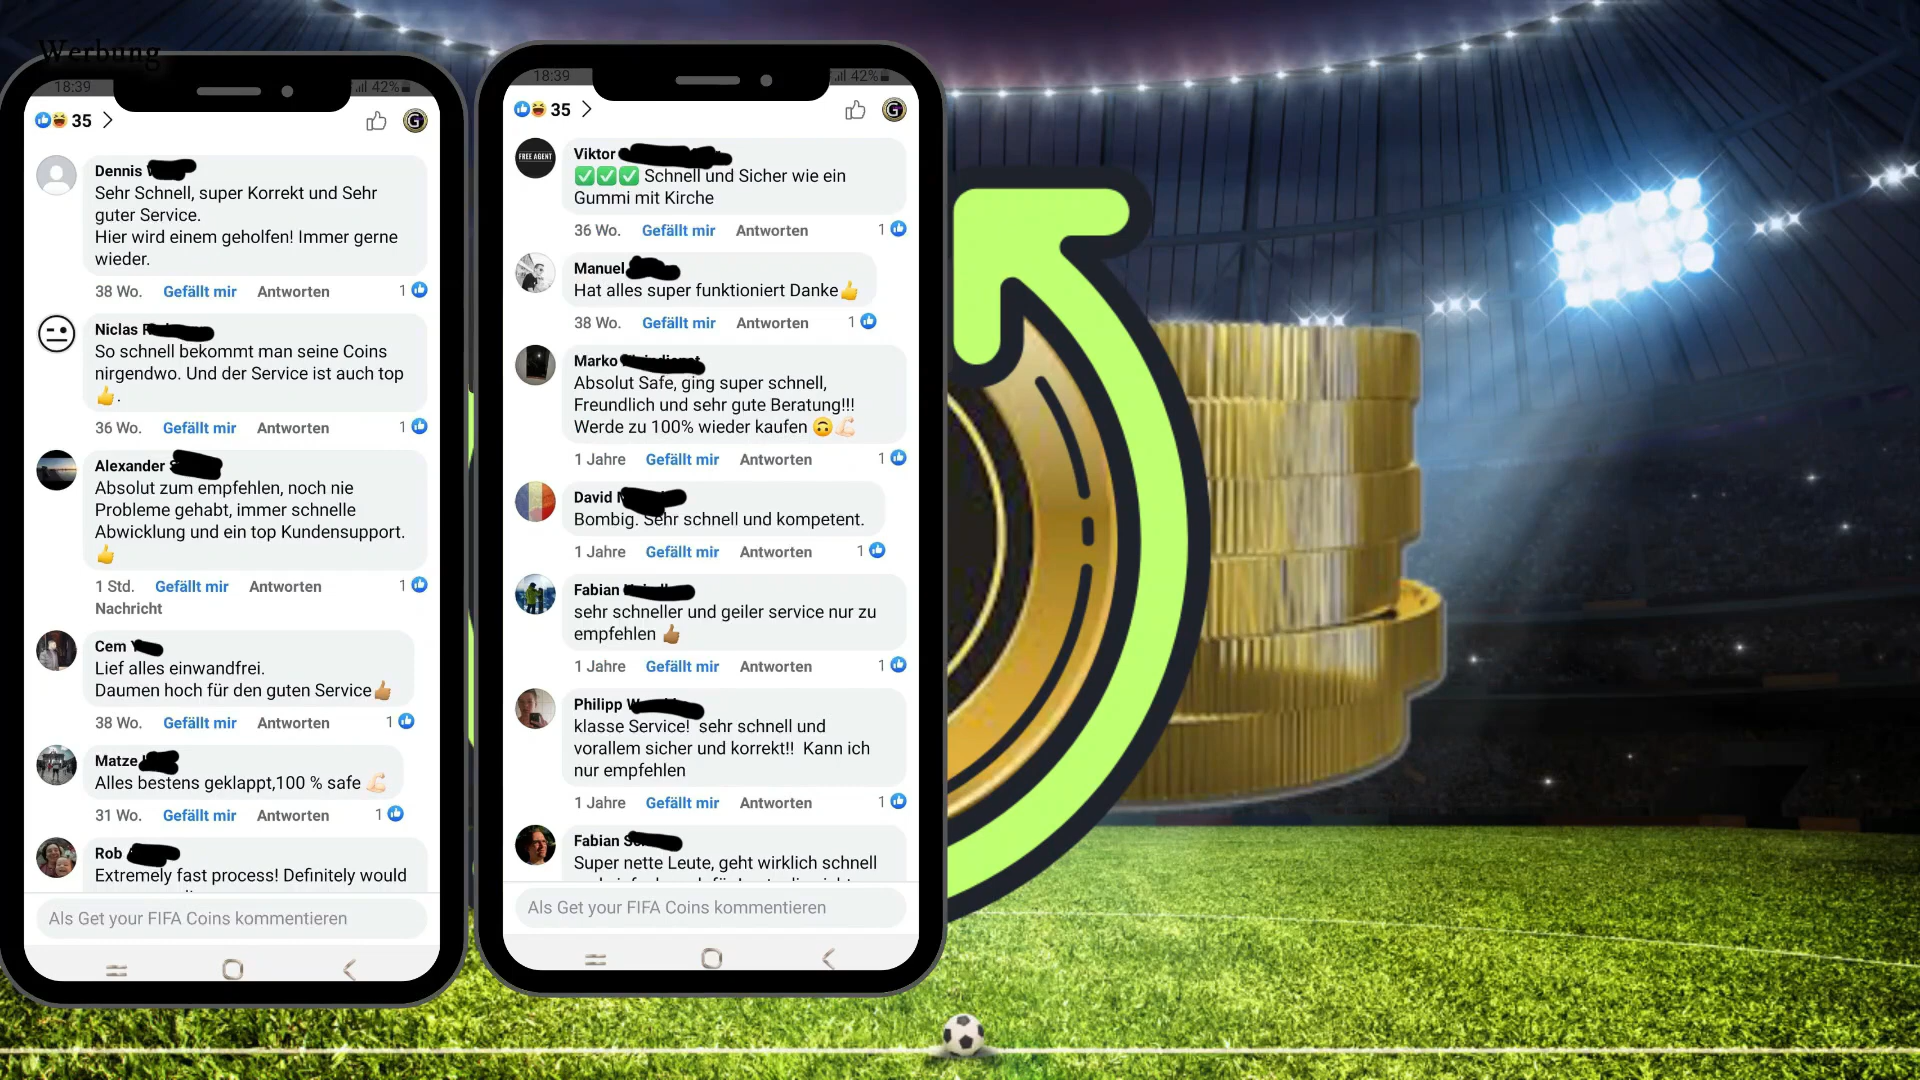 Werbung
18:39
42%
35
Dennis
Sehr Schnell, super Korrekt und Sehr
guter Service.
Hier wird einem geholfen! Immer gerne
wieder.
38 Wo. Gefällt mir Antworten 1
Niclas
So schnell bekommt man seine Coins
nirgendwo. Und der Service ist auch top
👍.
36 Wo. Gefällt mir Antworten 1
Alexander
Absolut zum empfehlen, noch nie
Probleme gehabt, immer schnelle
Abwicklung und ein top Kundensupport.
👍
1 Std. Gefällt mir Antworten 1
Nachricht
Cem
Lief alles einwandfrei.
Daumen hoch für den guten Service👍🏽
38 Wo. Gefällt mir Antworten 1
Matze
Alles bestens geklappt,100 % safe 💪🏻
31 Wo. Gefällt mir Antworten 1
Rob
Extremely fast process! Definitely would
Als Get your FIFA Coins kommentieren
18:39
42%
35
G
FREE AGENT
Viktor
✅✅✅ Schnell und Sicher wie ein
Gummi mit Kirche
36 Wo. Gefällt mir Antworten 1
Manuel
Hat alles super funktioniert Danke👍
38 Wo. Gefällt mir Antworten 1
Marko
Absolut Safe, ging super schnell,
Freundlich und sehr gute Beratung!!!
Werde zu 100% wieder kaufen 🙃💪🏻
1 Jahre Gefällt mir Antworten 1
David
Bombig. Sehr schnell und kompetent.
1 Jahre Gefällt mir Antworten 1
Fabian
sehr schneller und geiler service nur zu
empfehlen 👍🏾
1 Jahre Gefällt mir Antworten 1
Philipp
klasse Service! sehr schnell und
vorallem sicher und korrekt!! Kann ich
nur empfehlen
1 Jahre Gefällt mir Antworten 1
Fabian
Super nette Leute, geht wirklich schnell
Als Get your FIFA Coins kommentieren